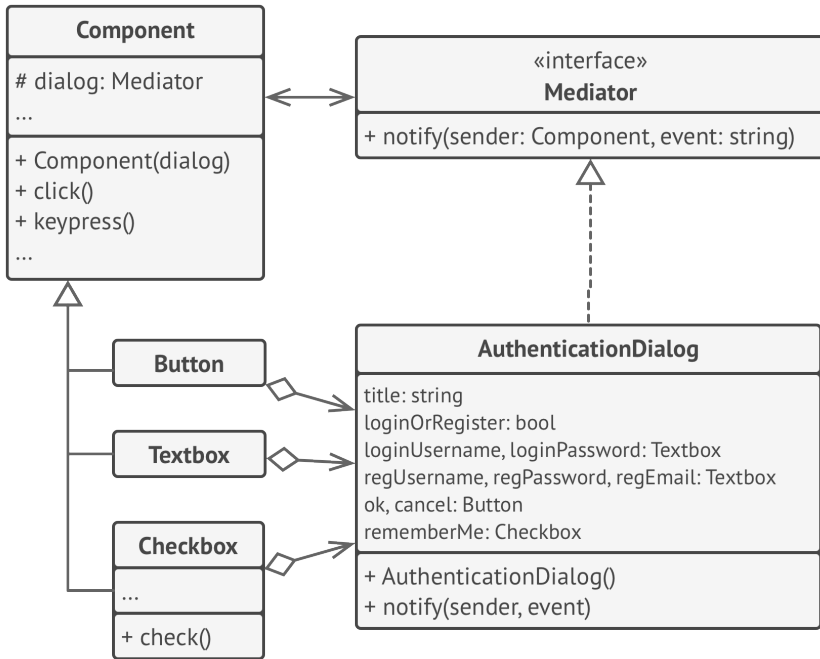 Component
# dialog: Mediator
...
+ Component(dialog)
+ click()
+ keypress()
...
«interface»
Mediator
+ notify(sender: Component, event: string)
Button
Textbox
Checkbox
...
+ check()
AuthenticationDialog
title: string
loginOrRegister: bool
loginUsername, loginPassword: Textbox
regUsername, regPassword, regEmail: Textbox
ok, cancel: Button
rememberMe: Checkbox
+ AuthenticationDialog()
+ notify(sender, event)